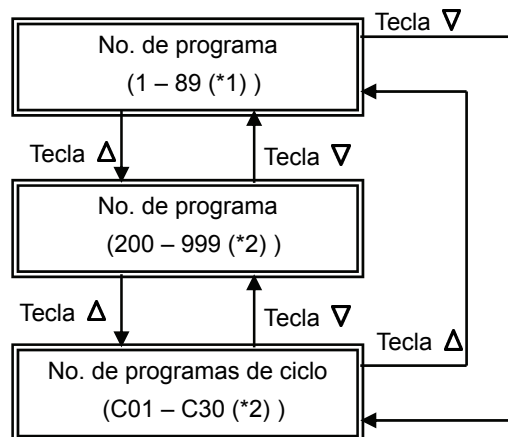 Tecla ∇
No. de programa
(1 – 89 (*1) )
Tecla Δ
Tecla ∇
No. de programa
(200 – 999 (*2) )
Tecla Δ
Tecla ∇
Tecla Δ
No. de programas de ciclo
(C01 – C30 (*2) )